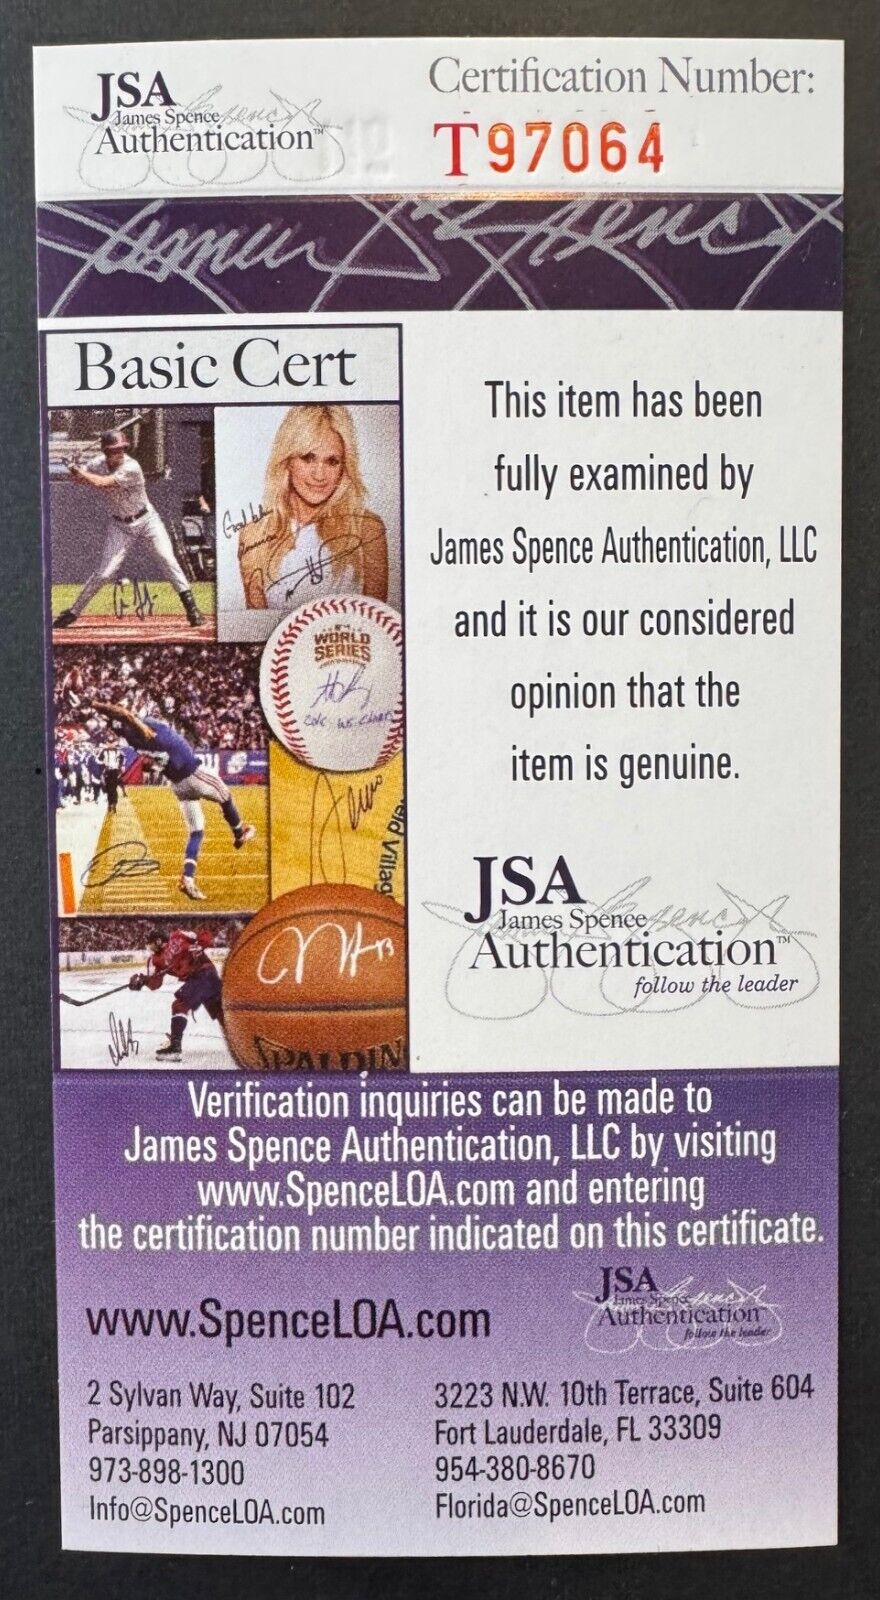 JSA
James Spence
Authentication™
Certification Number:
T97064
Basic Cert
WORLD
SERIES
SPALDING
This item has been
fully examined by
James Spence Authentication, LLC
and it is our considered
opinion that the
item is genuine.
JSA
James Spence
Authentication™
follow the leader
Verification inquiries can be made to
James Spence Authentication, LLC by visiting
www.SpenceLOA.com and entering
the certification number indicated on this certificate.
www.SpenceLOA.com
JSA
James Spence
Authentication
follow the leader
2 Sylvan Way, Suite 102
Parsippany, NJ 07054
973-898-1300
Info@SpenceLOA.com
3223 N.W. 10th Terrace, Suite 604
Fort Lauderdale, FL 33309
954-380-8670
Florida@SpenceLOA.com